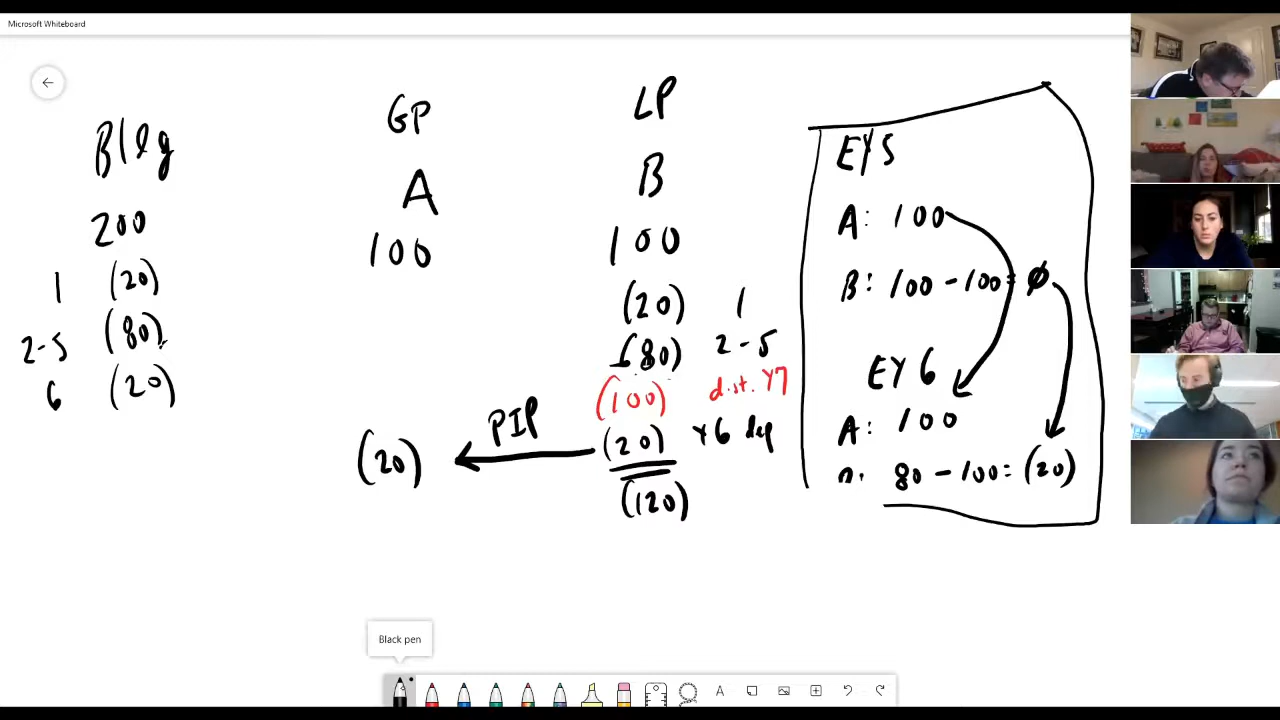 Microsoft Whiteboard
Bldg GP LP
A B
200 100 100
1 (20)
2-5 (80)
6 (20)
(20) 1
(80) 2-5
(100) dist. Y7
(20) Y6 dep
(120)
PIP
(20)
EY5
A: 100
B: 100 - 100 = ø
EY6
A: 100
80 - 100 = (20)
Black pen